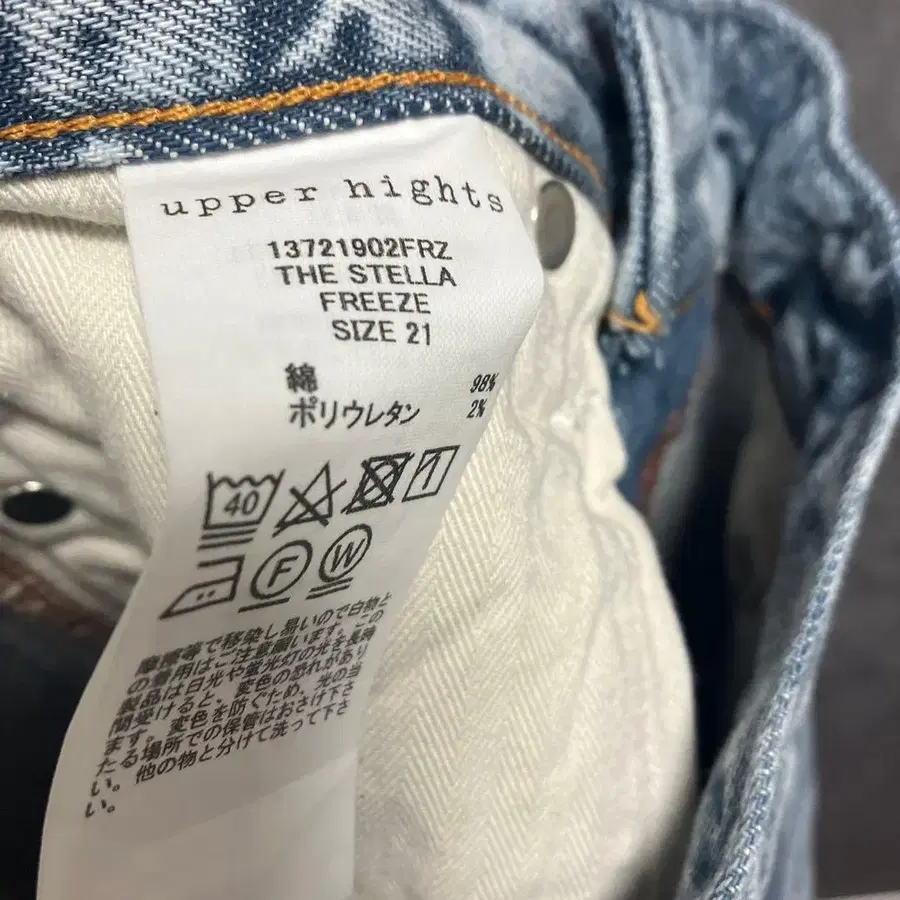 upper hights
13721902FRZ
THE STELLA
FREEZE
SIZE 21
綿 98%
ポリウレタン 2%
40
F W
摩擦等で移染し易いので白物と
の着用はご注意願います。この
製品は日光や蛍光灯の光を長時
間受けると、変色の恐れがあり
ます。変色を防ぐため、光の当
たる場所での保管はおさけ下さ
い。他の物と分けて洗って下さ
い。